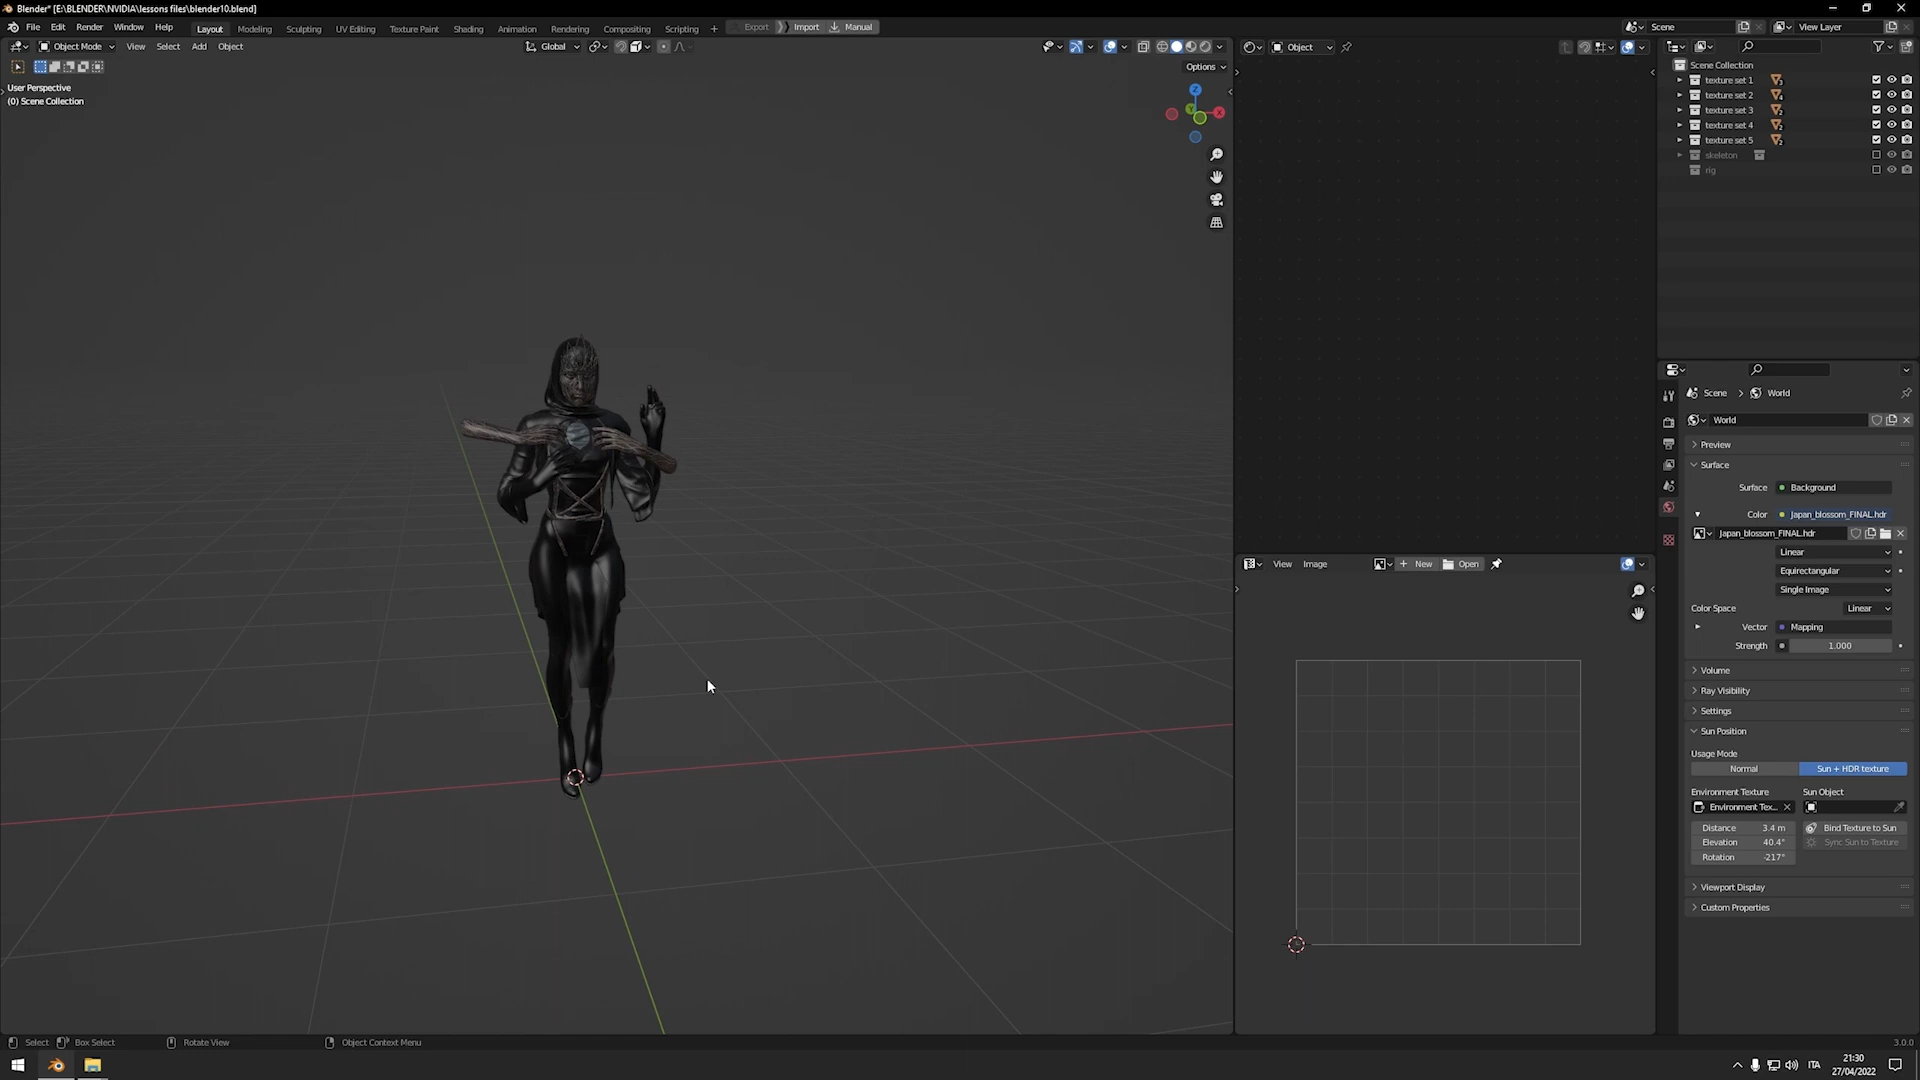 Blender* [E:\BLENDER\NVIDIA\lessons files\blender10.blend]
File Edit Render Window Help Layout Modeling Sculpting UV Editing Texture Paint Shading Animation Rendering Compositing Geometry Nodes Scripting + Export Import Manual Scene View Layer
Object Mode View Select Add Object Global Object
Options
User Perspective
(0) Scene Collection
Z
X
Y
Scene Collection
texture set 1 3
texture set 2 4
texture set 3 2
texture set 4 2
texture set 5 2
skeleton
rig
Scene > World
World
Preview
Surface
Surface Background
Color Japan_blossom_FINAL.hdr
Japan_blossom_FINAL.hdr
Linear
Equirectangular
Single Image
Color Space Linear
Vector Mapping
Strength 1.000
Volume
Ray Visibility
Settings
Sun Position
Usage Mode
Normal Sun + HDR texture
Environment Texture Sun Object
Environment Tex...
Distance 3.4 m Bind Texture to Sun
Elevation 40.4° Sync Sun to Texture
Rotation -217°
Viewport Display
Custom Properties
View Image + New Open
Select Box Select Rotate View Object Context Menu 3.0.0
ITA
21:30
27/04/2022